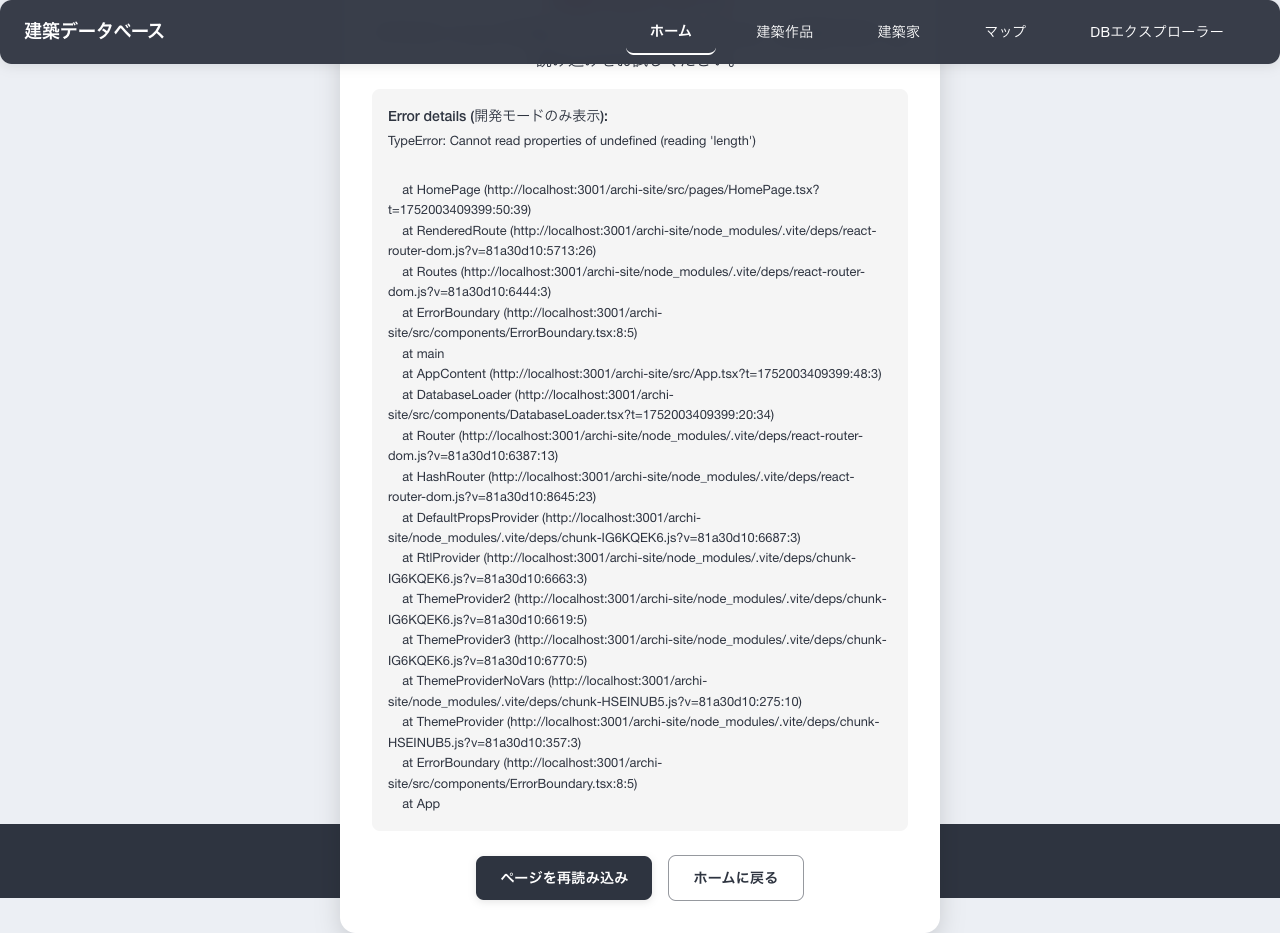 建築データベース
ホーム
建築作品
建築家
マップ
DBエクスプローラー
読み込みをお試しください。
Error details (開発モードのみ表示):
TypeError: Cannot read properties of undefined (reading 'length')
at HomePage (http://localhost:3001/archi-site/src/pages/HomePage.tsx?
t=1752003409399:50:39)
at RenderedRoute (http://localhost:3001/archi-site/node_modules/.vite/deps/react-
router-dom.js?v=81a30d10:5713:26)
at Routes (http://localhost:3001/archi-site/node_modules/.vite/deps/react-router-
dom.js?v=81a30d10:6444:3)
at ErrorBoundary (http://localhost:3001/archi-
site/src/components/ErrorBoundary.tsx:8:5)
at main
at AppContent (http://localhost:3001/archi-site/src/App.tsx?t=1752003409399:48:3)
at DatabaseLoader (http://localhost:3001/archi-
site/src/components/DatabaseLoader.tsx?t=1752003409399:20:34)
at Router (http://localhost:3001/archi-site/node_modules/.vite/deps/react-router-
dom.js?v=81a30d10:6387:13)
at HashRouter (http://localhost:3001/archi-site/node_modules/.vite/deps/react-
router-dom.js?v=81a30d10:8645:23)
at DefaultPropsProvider (http://localhost:3001/archi-
site/node_modules/.vite/deps/chunk-IG6KQEK6.js?v=81a30d10:6687:3)
at RtlProvider (http://localhost:3001/archi-site/node_modules/.vite/deps/chunk-
IG6KQEK6.js?v=81a30d10:6663:3)
at ThemeProvider2 (http://localhost:3001/archi-site/node_modules/.vite/deps/chunk-
IG6KQEK6.js?v=81a30d10:6619:5)
at ThemeProvider3 (http://localhost:3001/archi-site/node_modules/.vite/deps/chunk-
IG6KQEK6.js?v=81a30d10:6770:5)
at ThemeProviderNoVars (http://localhost:3001/archi-
site/node_modules/.vite/deps/chunk-HSEINUB5.js?v=81a30d10:275:10)
at ThemeProvider (http://localhost:3001/archi-site/node_modules/.vite/deps/chunk-
HSEINUB5.js?v=81a30d10:357:3)
at ErrorBoundary (http://localhost:3001/archi-
site/src/components/ErrorBoundary.tsx:8:5)
at App
ページを再読み込み
ホームに戻る